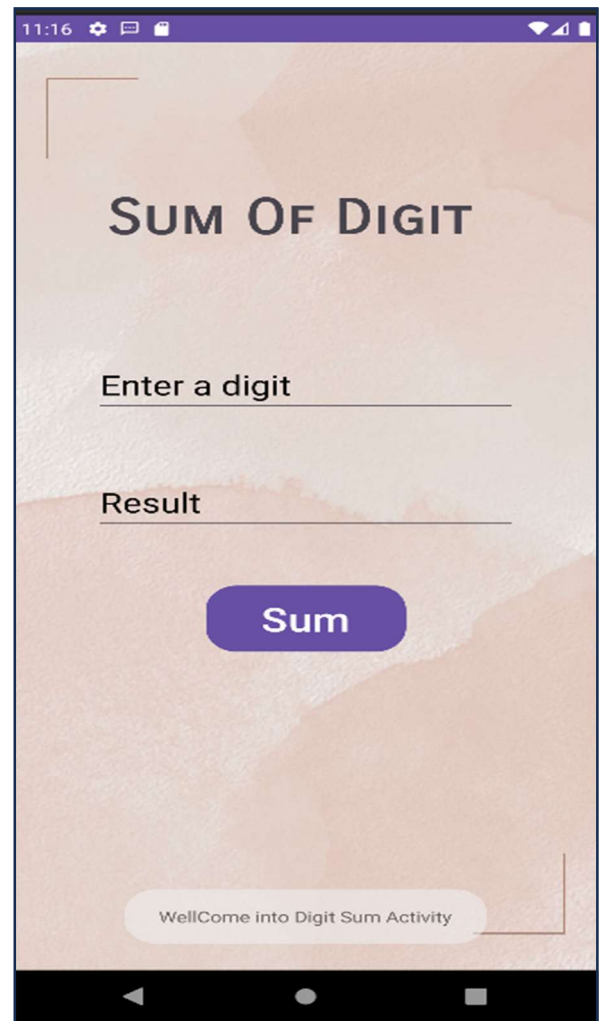 11:16
Sum Of Digit
Enter a digit
Result
Sum
WellCome into Digit Sum Activity